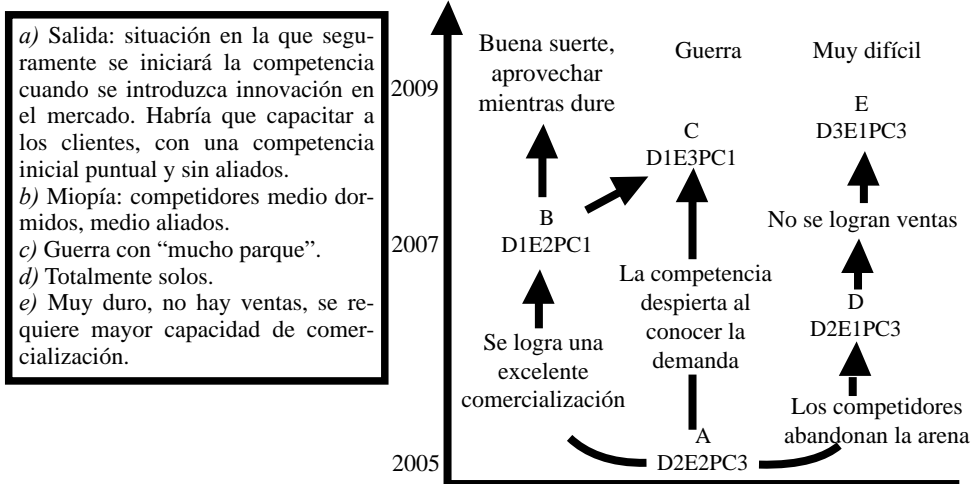 a) Salida: situación en la que segu-
ramente se iniciará la competencia
cuando se introduzca innovación en
el mercado. Habría que capacitar a
los clientes, con una competencia
inicial puntual y sin aliados.
b) Miopía: competidores medio dor-
midos, medio aliados.
c) Guerra con “mucho parque”.
d) Totalmente solos.
e) Muy duro, no hay ventas, se re-
quiere mayor capacidad de comer-
cialización.
2009
2007
2005
Buena suerte,
aprovechar
mientras dure
B
D1E2PC1
Se logra una
excelente
comercialización
Guerra
C
D1E3PC1
La competencia
despierta al
conocer la
demanda
A
D2E2PC3
Muy difícil
E
D3E1PC3
No se logran ventas
D
D2E1PC3
Los competidores
abandonan la arena